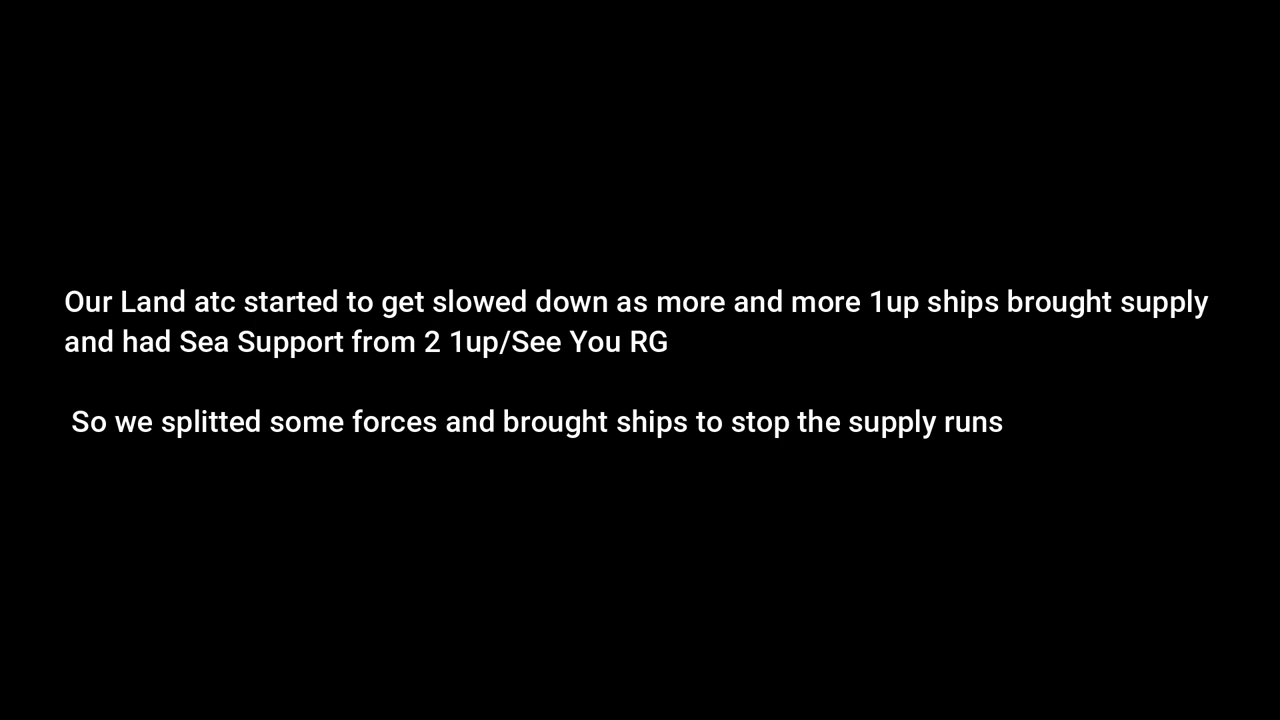 Our Land atc started to get slowed down as more and more 1up ships brought supply
and had Sea Support from 2 1up/See You RG
So we splitted some forces and brought ships to stop the supply runs